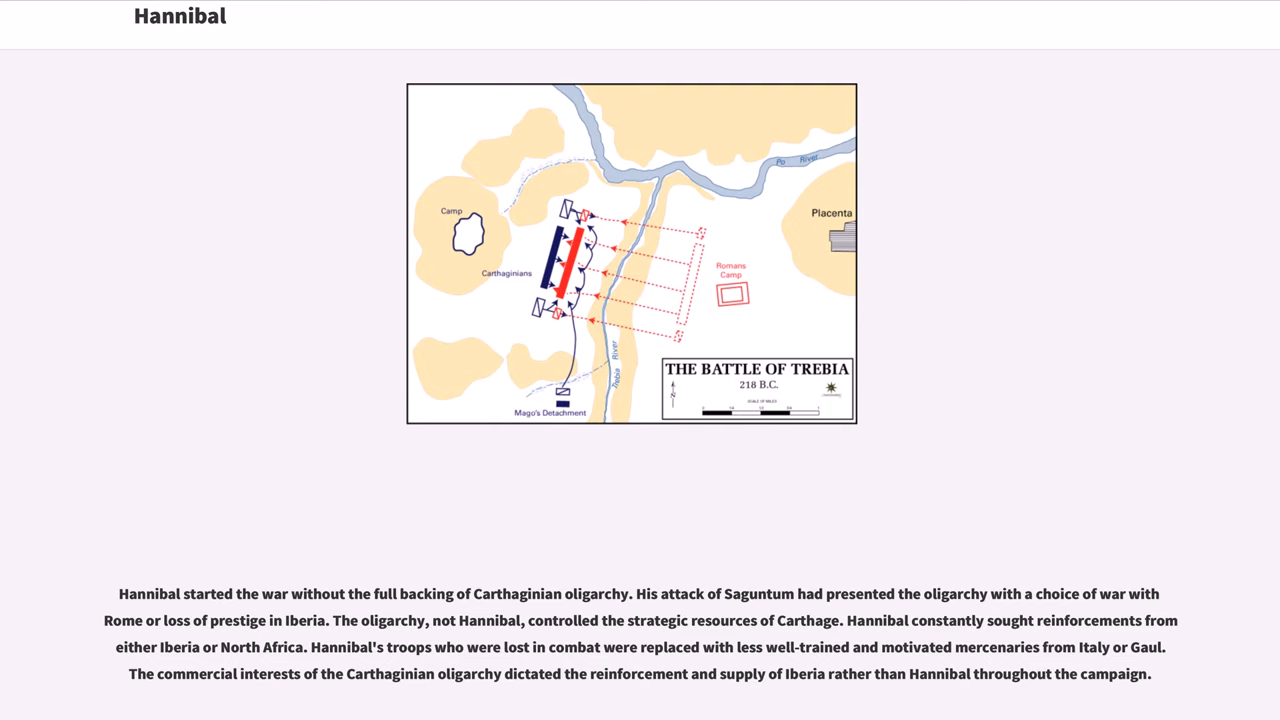 Hannibal
Po River
Camp
Placenta
Carthaginians
Romans
Camp
Trebia River
THE BATTLE OF TREBIA
218 B.C.
N
SCALE OF MILES
Mago's Detachment
Hannibal started the war without the full backing of Carthaginian oligarchy. His attack of Saguntum had presented the oligarchy with a choice of war with
Rome or loss of prestige in Iberia. The oligarchy, not Hannibal, controlled the strategic resources of Carthage. Hannibal constantly sought reinforcements from
either Iberia or North Africa. Hannibal's troops who were lost in combat were replaced with less well-trained and motivated mercenaries from Italy or Gaul.
The commercial interests of the Carthaginian oligarchy dictated the reinforcement and supply of Iberia rather than Hannibal throughout the campaign.